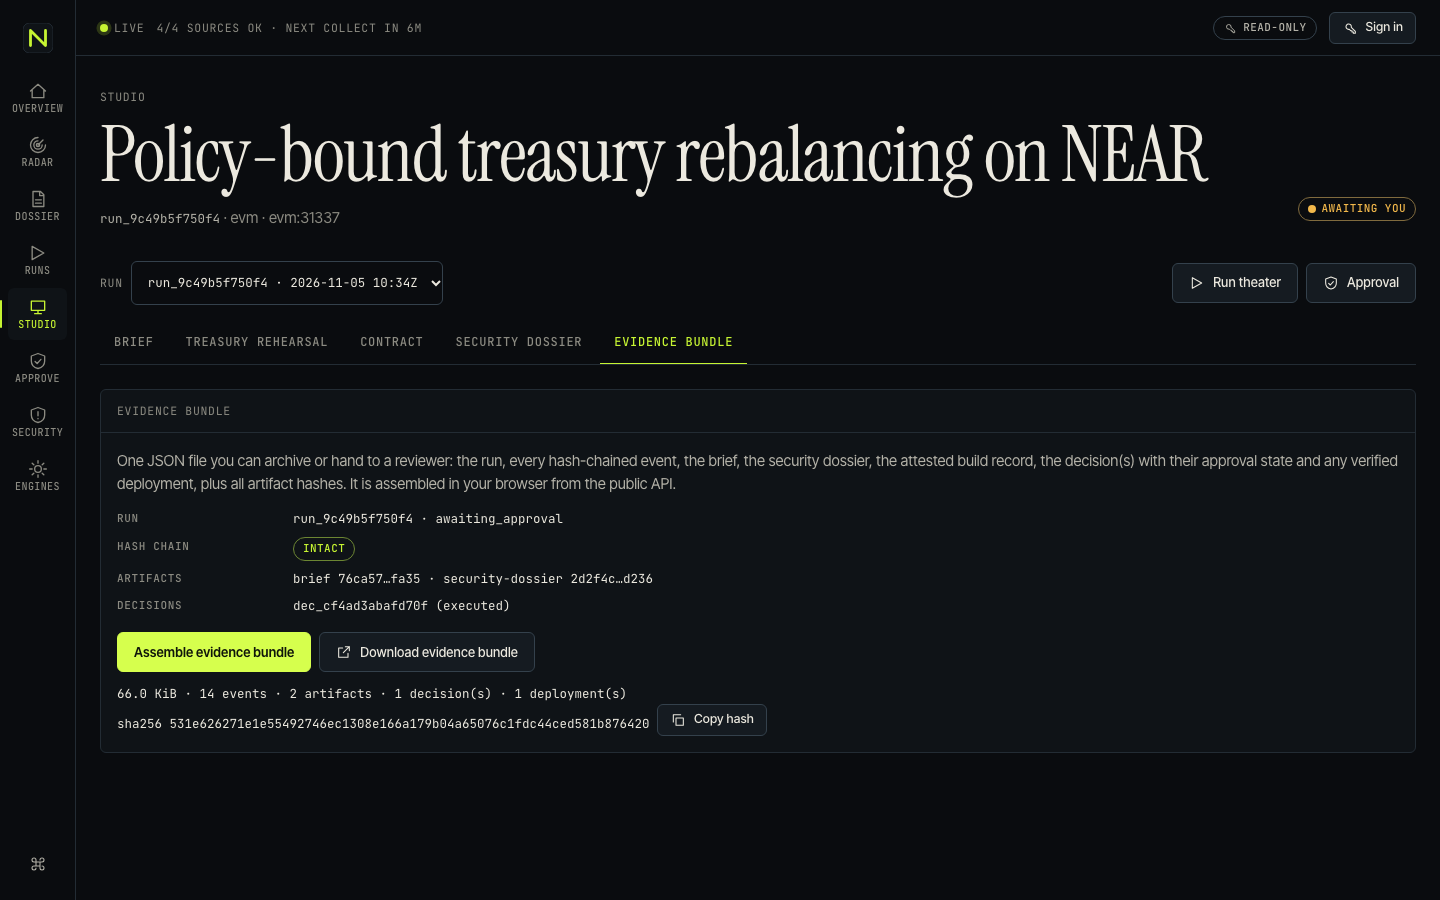 LIVE 4/4 SOURCES OK · NEXT COLLECT IN 6M
READ-ONLY
Sign in
N
OVERVIEW
RADAR
DOSSIER
RUNS
STUDIO
APPROVE
SECURITY
ENGINES
STUDIO
Policy-bound treasury rebalancing on NEAR
run_9c49b5f750f4 · evm · evm:31337
AWAITING YOU
RUN run_9c49b5f750f4 · 2026-11-05 10:34Z
Run theater
Approval
BRIEF TREASURY REHEARSAL CONTRACT SECURITY DOSSIER EVIDENCE BUNDLE
EVIDENCE BUNDLE
One JSON file you can archive or hand to a reviewer: the run, every hash-chained event, the brief, the security dossier, the attested build record, the decision(s) with their approval state and any verified
deployment, plus all artifact hashes. It is assembled in your browser from the public API.
RUN run_9c49b5f750f4 · awaiting_approval
HASH CHAIN INTACT
ARTIFACTS brief 76ca57…fa35 · security-dossier 2d2f4c…d236
DECISIONS dec_cf4ad3abafd70f (executed)
Assemble evidence bundle Download evidence bundle
66.0 KiB · 14 events · 2 artifacts · 1 decision(s) · 1 deployment(s)
sha256 531e626271e1e55492746ec1308e166a179b04a65076c1fdc44ced581b876420 Copy hash